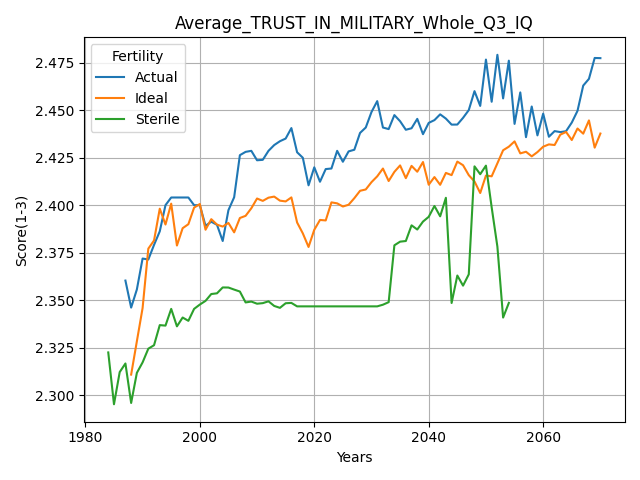 Average_TRUST_IN_MILITARY_Whole_Q3_IQ
Fertility
Actual
Ideal
Sterile
Score(1-3)
2.475
2.450
2.425
2.400
2.375
2.350
2.325
2.300
1980 2000 2020 2040 2060
Years